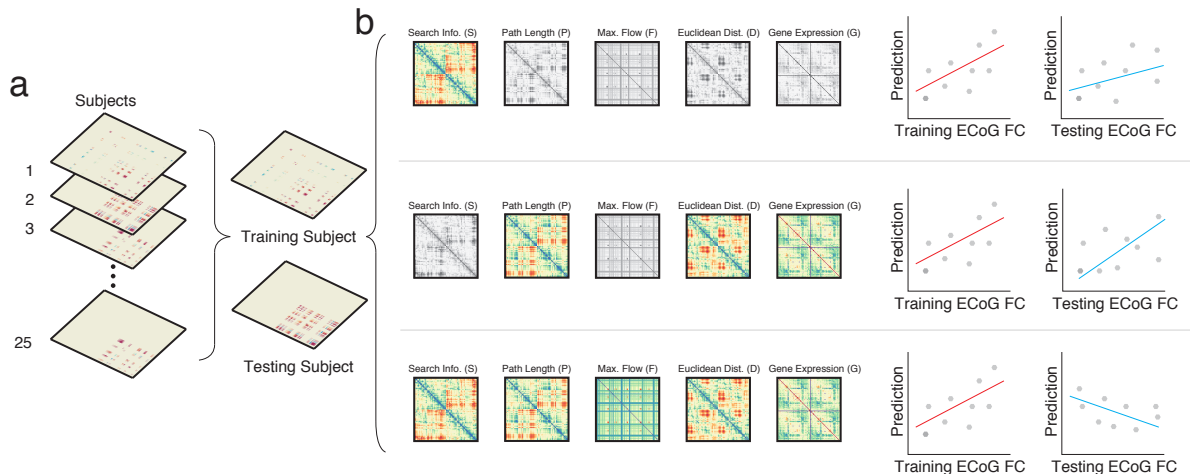 a
Subjects
1
2
3
25
Training Subject
Testing Subject
b
Search Info. (S) Path Length (P) Max. Flow (F) Euclidean Dist. (D) Gene Expression (G)
Prediction
Training ECoG FC
Prediction
Testing ECoG FC
Search Info. (S) Path Length (P) Max. Flow (F) Euclidean Dist. (D) Gene Expression (G)
Prediction
Training ECoG FC
Prediction
Testing ECoG FC
Search Info. (S) Path Length (P) Max. Flow (F) Euclidean Dist. (D) Gene Expression (G)
Prediction
Training ECoG FC
Prediction
Testing ECoG FC